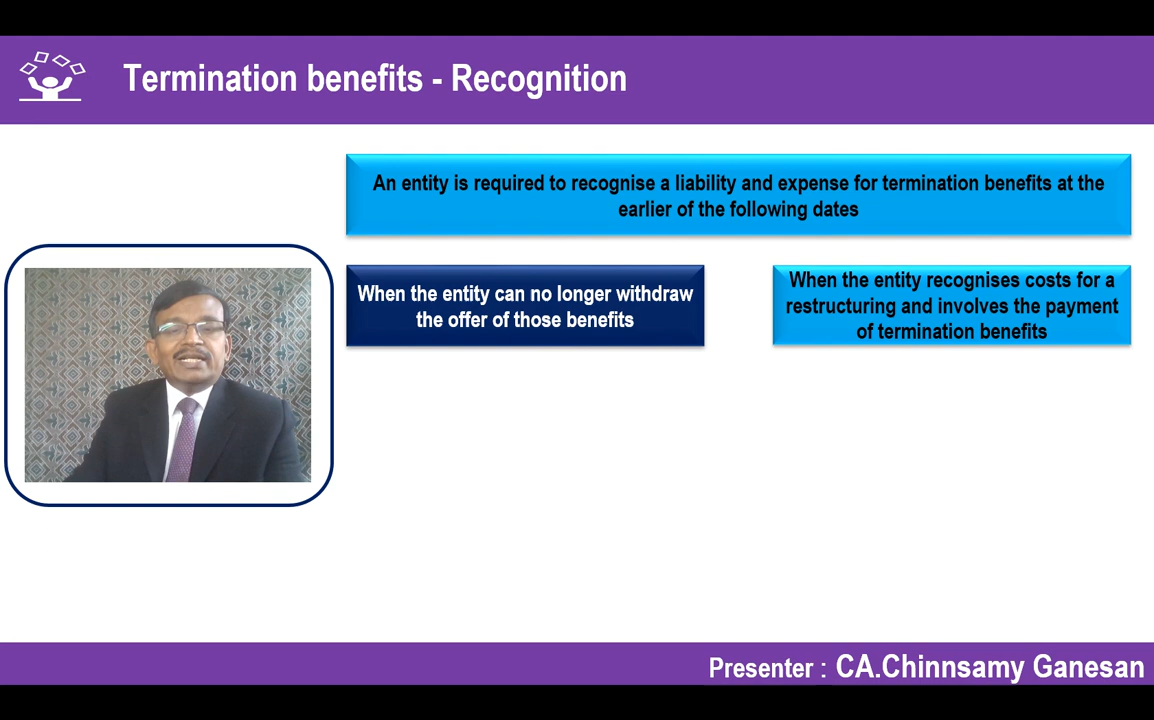 Termination benefits - Recognition
An entity is required to recognise a liability and expense for termination benefits at the
earlier of the following dates
When the entity can no longer withdraw
the offer of those benefits
When the entity recognises costs for a
restructuring and involves the payment
of termination benefits
Presenter : CA.Chinnsamy Ganesan